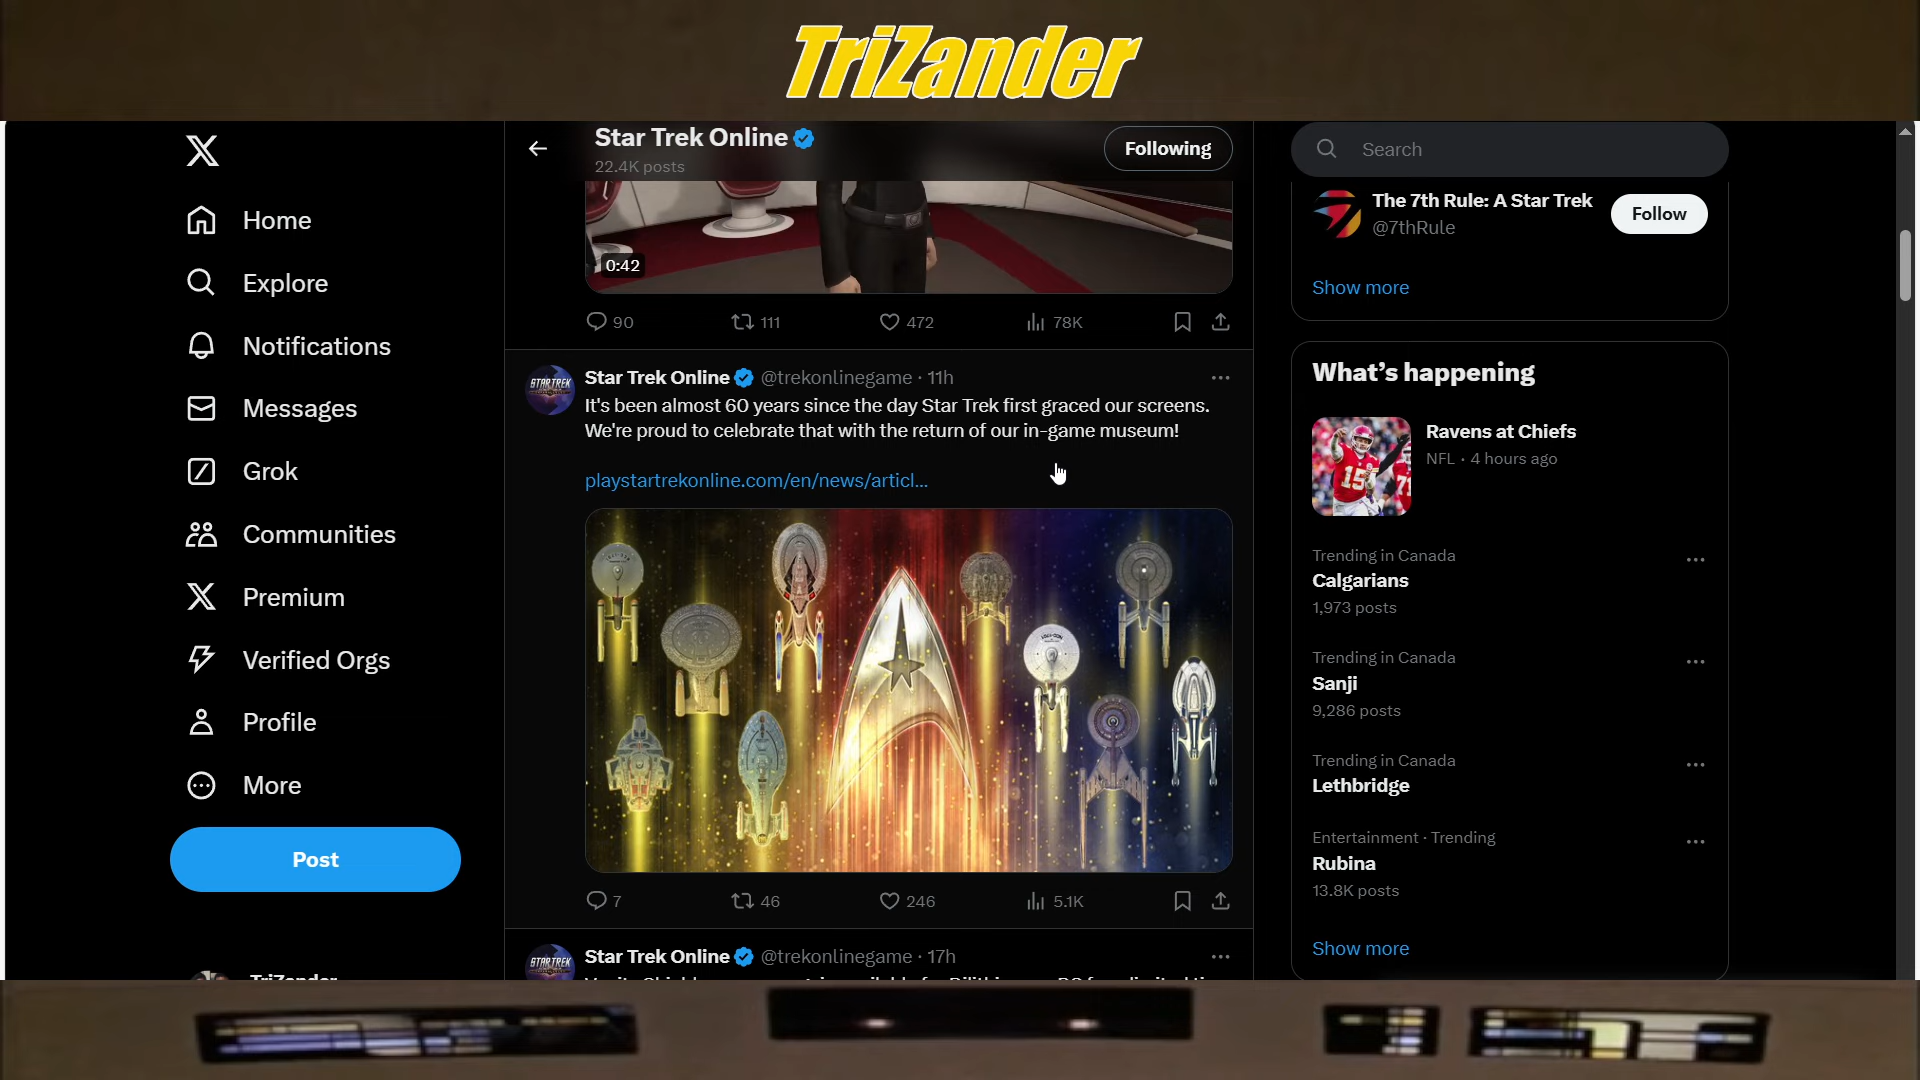 TriZander
Home
Explore
Notifications
Messages
Grok
Communities
Premium
Verified Orgs
Profile
More
Post
TriZander
Star Trek Online
22.4K posts
Following
0:42
90 111 472 78K
Star Trek Online @trekonlinegame · 11h
It's been almost 60 years since the day Star Trek first graced our screens.
We're proud to celebrate that with the return of our in-game museum!
playstartrekonline.com/en/news/articl...
7 46 246 5.1K
Star Trek Online @trekonlinegame · 17h
Search
The 7th Rule: A Star Trek
@7thRule
Follow
Show more
What's happening
Ravens at Chiefs
NFL · 4 hours ago
Trending in Canada
Calgarians
1,973 posts
Trending in Canada
Sanji
9,286 posts
Trending in Canada
Lethbridge
Entertainment · Trending
Rubina
13.8K posts
Show more